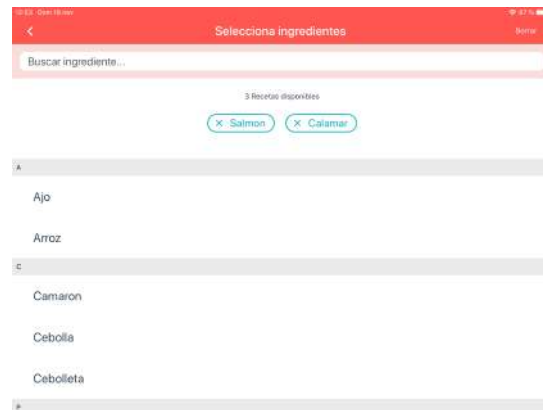 Selecciona ingredientes
Borrar
Buscar ingrediente...
3 Recetas disponibles
× Salmon × Calamar
A
Ajo
Arroz
C
Camaron
Cebolla
Cebolleta
P